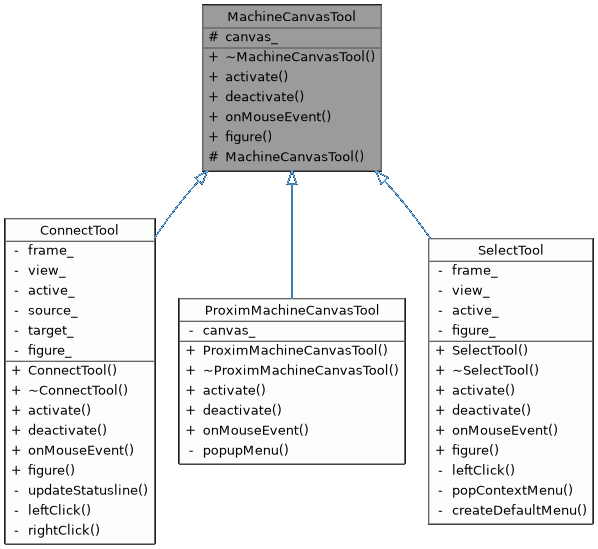 MachineCanvasTool
# canvas_
+ ~MachineCanvasTool()
+ activate()
+ deactivate()
+ onMouseEvent()
+ figure()
# MachineCanvasTool()
ConnectTool
- frame_
- view_
- active_
- source_
- target_
- figure_
+ ConnectTool()
+ ~ConnectTool()
+ activate()
+ deactivate()
+ onMouseEvent()
+ figure()
- updateStatusline()
- leftClick()
- rightClick()
ProximMachineCanvasTool
- canvas_
+ ProximMachineCanvasTool()
+ ~ProximMachineCanvasTool()
+ activate()
+ deactivate()
+ onMouseEvent()
- popupMenu()
SelectTool
- frame_
- view_
- active_
- figure_
+ SelectTool()
+ ~SelectTool()
+ activate()
+ deactivate()
+ onMouseEvent()
+ figure()
- leftClick()
- popContextMenu()
- createDefaultMenu()